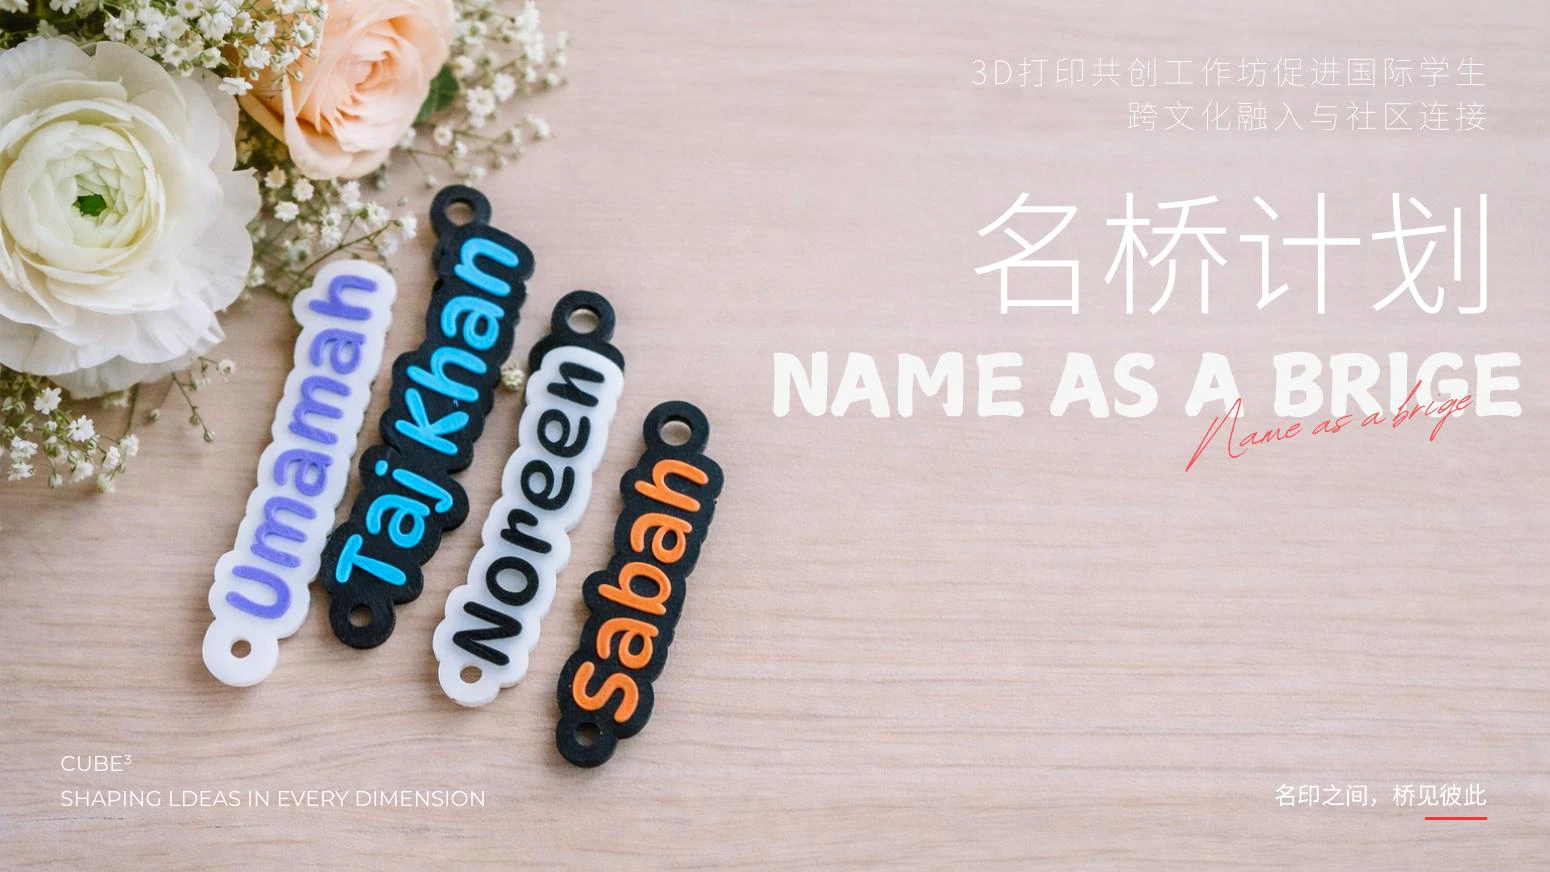 3D打印共创工作坊促进国际学生
跨文化融入与社区连接
名桥计划
NAME AS A BRIGE
Name as a brige
Umamah
Taj Khan
Noreen
Sabah
CUBE³
SHAPING LDEAS IN EVERY DIMENSION
名印之间，桥见彼此